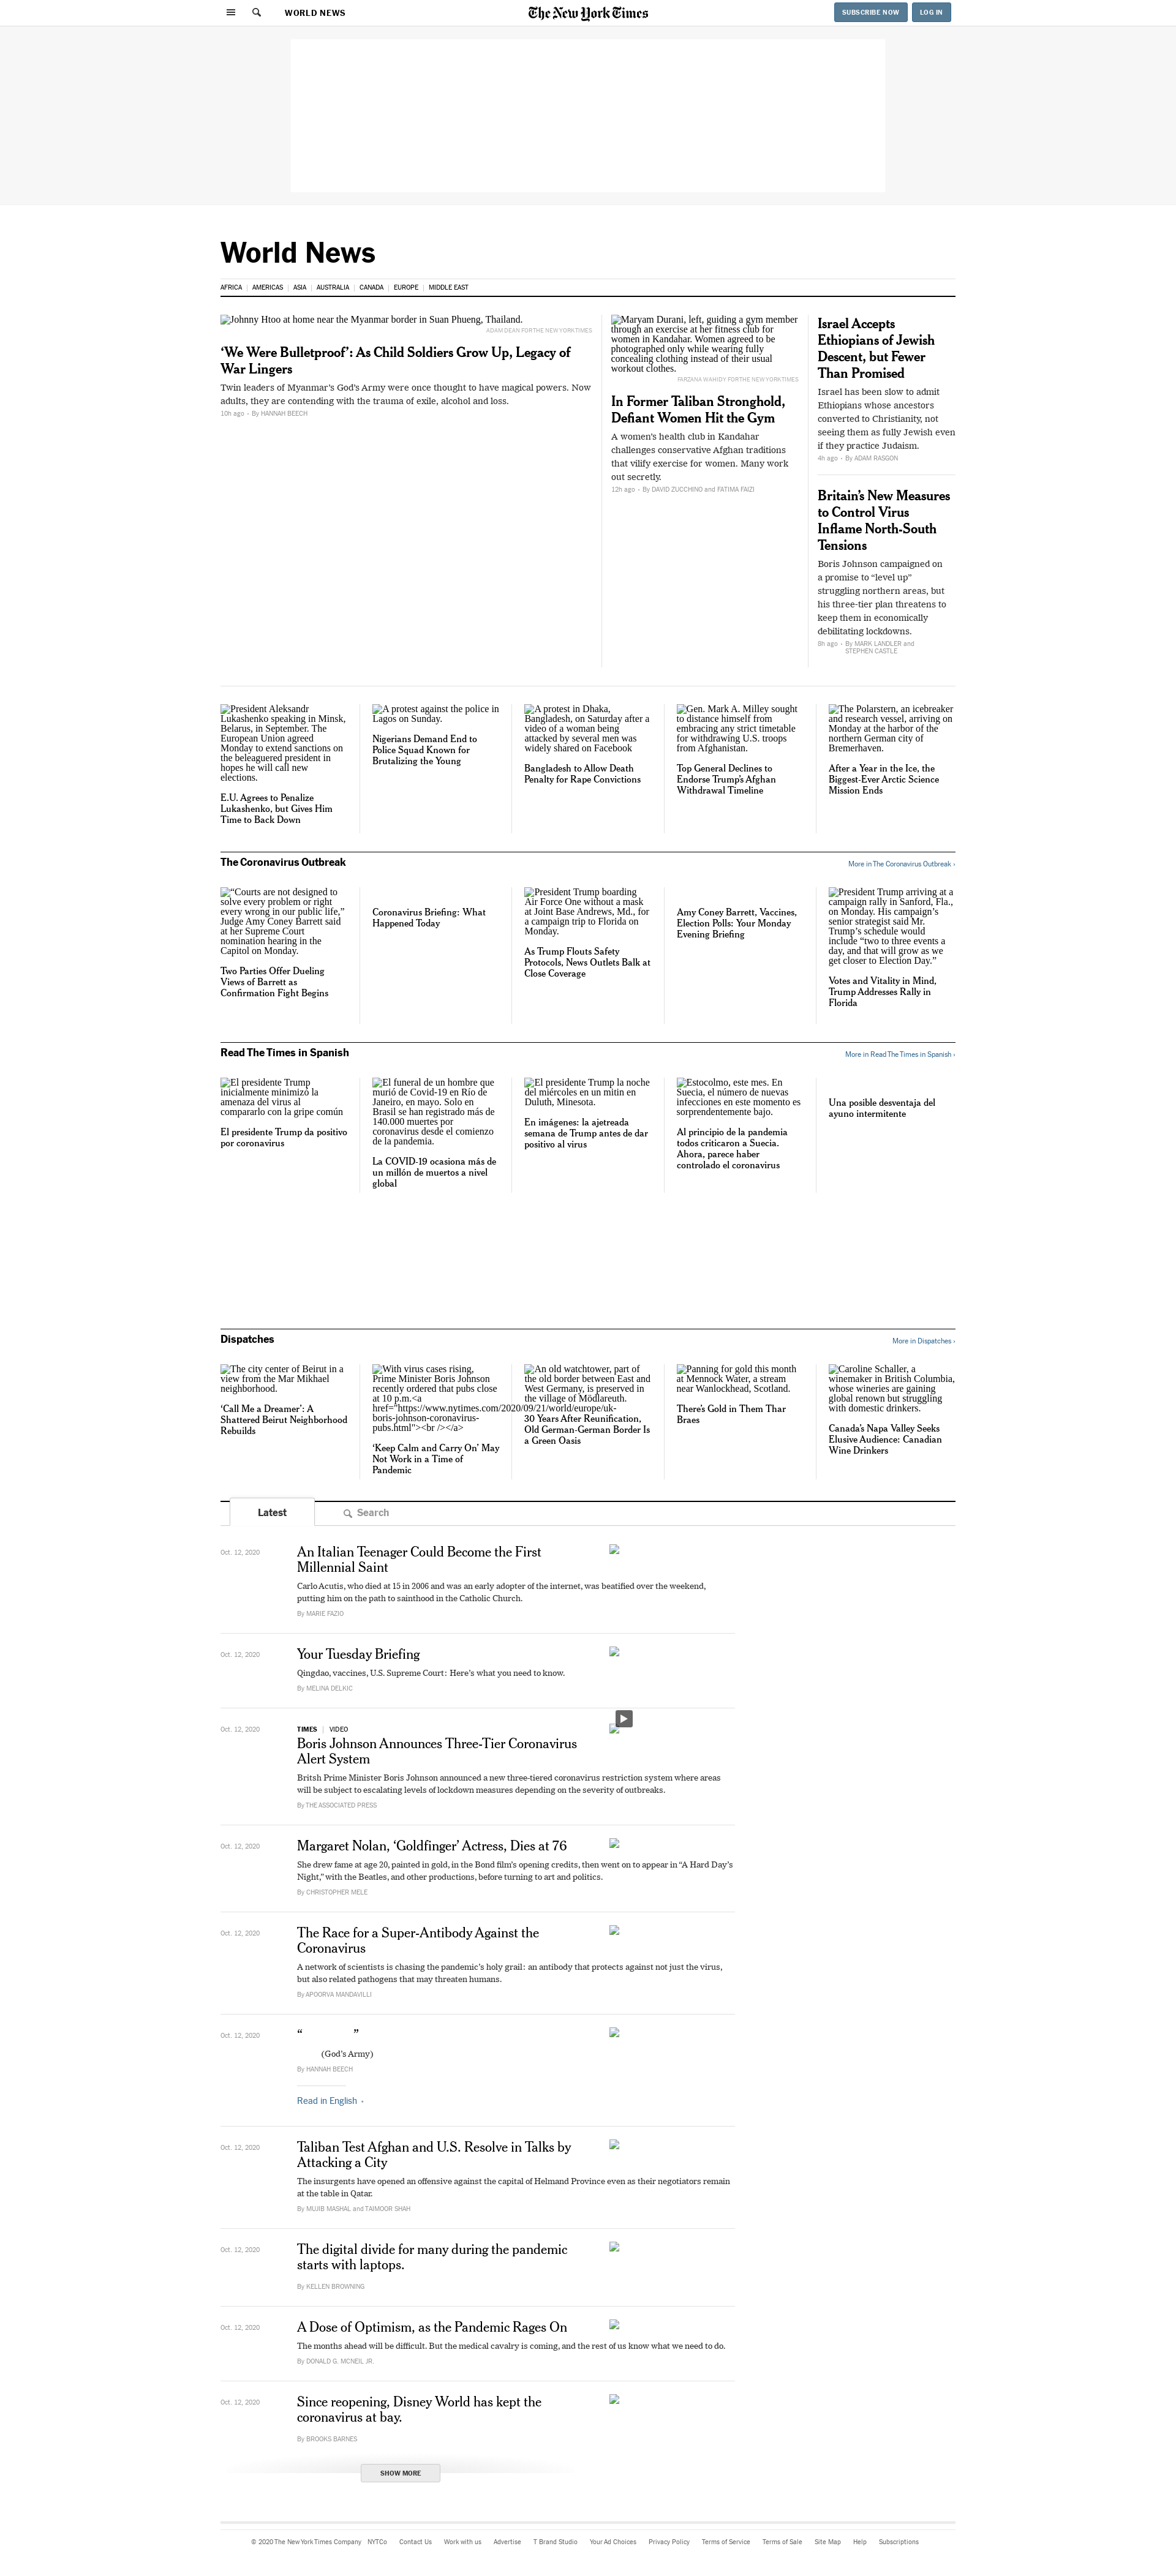 WORLD NEWS
The New York Times
SUBSCRIBE NOW
LOG IN
World News
AFRICA
AMERICAS
ASIA
AUSTRALIA
CANADA
EUROPE
MIDDLE EAST
Johnny Htoo at home near the Myanmar border in Suan Phueng, Thailand.
ADAM DEAN FOR THE NEW YORK TIMES
‘We Were Bulletproof’: As Child Soldiers Grow Up, Legacy of
War Lingers
Twin leaders of Myanmar’s God’s Army were once thought to have magical powers. Now
adults, they are contending with the trauma of exile, alcohol and loss.
10h ago • By HANNAH BEECH
Maryam Durani, left, guiding a gym member
through an exercise at her fitness club for
women in Kandahar. Women agreed to be
photographed only while wearing fully
concealing clothing instead of their usual
workout clothes.
FARZANA WAHIDY FOR THE NEW YORK TIMES
In Former Taliban Stronghold,
Defiant Women Hit the Gym
A women’s health club in Kandahar
challenges conservative Afghan traditions
that vilify exercise for women. Many work
out secretly.
12h ago • By DAVID ZUCCHINO and FATIMA FAIZI
Israel Accepts
Ethiopians of Jewish
Descent, but Fewer
Than Promised
Israel has been slow to admit
Ethiopians whose ancestors
converted to Christianity, not
seeing them as fully Jewish even
if they practice Judaism.
4h ago • By ADAM RASGON
Britain’s New Measures
to Control Virus
Inflame North-South
Tensions
Boris Johnson campaigned on
a promise to “level up”
struggling northern areas, but
his three-tier plan threatens to
keep them in economically
debilitating lockdowns.
8h ago • By MARK LANDLER and
STEPHEN CASTLE
President Aleksandr
Lukashenko speaking in Minsk,
Belarus, in September. The
European Union agreed
Monday to extend sanctions on
the beleaguered president in
hopes he will call new
elections.
E.U. Agrees to Penalize
Lukashenko, but Gives Him
Time to Back Down
A protest against the police in
Lagos on Sunday.
Nigerians Demand End to
Police Squad Known for
Brutalizing the Young
A protest in Dhaka,
Bangladesh, on Saturday after a
video of a woman being
attacked by several men was
widely shared on Facebook
Bangladesh to Allow Death
Penalty for Rape Convictions
Gen. Mark A. Milley sought
to distance himself from
embracing any strict timetable
for withdrawing U.S. troops
from Afghanistan.
Top General Declines to
Endorse Trump’s Afghan
Withdrawal Timeline
The Polarstern, an icebreaker
and research vessel, arriving on
Monday at the harbor of the
northern German city of
Bremerhaven.
After a Year in the Ice, the
Biggest-Ever Arctic Science
Mission Ends
The Coronavirus Outbreak
More in The Coronavirus Outbreak ›
“Courts are not designed to
solve every problem or right
every wrong in our public life,”
Judge Amy Coney Barrett said
at her Supreme Court
nomination hearing in the
Capitol on Monday.
Two Parties Offer Dueling
Views of Barrett as
Confirmation Fight Begins
Coronavirus Briefing: What
Happened Today
President Trump boarding
Air Force One without a mask
at Joint Base Andrews, Md., for
a campaign trip to Florida on
Monday.
As Trump Flouts Safety
Protocols, News Outlets Balk at
Close Coverage
Amy Coney Barrett, Vaccines,
Election Polls: Your Monday
Evening Briefing
President Trump arriving at a
campaign rally in Sanford, Fla.,
on Monday. His campaign’s
senior strategist said Mr.
Trump’s schedule would
include “two to three events a
day, and that will grow as we
get closer to Election Day.”
Votes and Vitality in Mind,
Trump Addresses Rally in
Florida
Read The Times in Spanish
More in Read The Times in Spanish ›
El presidente Trump
inicialmente minimizó la
amenaza del virus al
compararlo con la gripe común
El presidente Trump da positivo
por coronavirus
El funeral de un hombre que
murió de Covid-19 en Río de
Janeiro, en mayo. Solo en
Brasil se han registrado más de
140.000 muertes por
coronavirus desde el comienzo
de la pandemia.
La COVID-19 ocasiona más de
un millón de muertos a nivel
global
El presidente Trump la noche
del miércoles en un mitin en
Duluth, Minesota.
En imágenes: la ajetreada
semana de Trump antes de dar
positivo al virus
Estocolmo, este mes. En
Suecia, el número de nuevas
infecciones en este momento es
sorprendentemente bajo.
Al principio de la pandemia
todos criticaron a Suecia.
Ahora, parece haber
controlado el coronavirus
Una posible desventaja del
ayuno intermitente
Dispatches
More in Dispatches ›
The city center of Beirut in a
view from the Mar Mikhael
neighborhood.
‘Call Me a Dreamer’: A
Shattered Beirut Neighborhood
Rebuilds
With virus cases rising,
Prime Minister Boris Johnson
recently ordered that pubs close
at 10 p.m.<a
href="https://www.nytimes.com/2020/09/21/world/europe/uk-
boris-johnson-coronavirus-
pubs.html"><br /></a>
‘Keep Calm and Carry On’ May
Not Work in a Time of
Pandemic
An old watchtower, part of
the old border between East and
West Germany, is preserved in
the village of Mödlareuth.
30 Years After Reunification,
Old German-German Border Is
a Green Oasis
Panning for gold this month
at Mennock Water, a stream
near Wanlockhead, Scotland.
There’s Gold in Them Thar
Braes
Caroline Schaller, a
winemaker in British Columbia,
whose wineries are gaining
global renown but struggling
with domestic drinkers.
Canada’s Napa Valley Seeks
Elusive Audience: Canadian
Wine Drinkers
Latest
Search
Oct. 12, 2020
An Italian Teenager Could Become the First
Millennial Saint
Carlo Acutis, who died at 15 in 2006 and was an early adopter of the internet, was beatified over the weekend,
putting him on the path to sainthood in the Catholic Church.
By MARIE FAZIO
Oct. 12, 2020
Your Tuesday Briefing
Qingdao, vaccines, U.S. Supreme Court: Here’s what you need to know.
By MELINA DELKIC
Oct. 12, 2020
TIMES | VIDEO
Boris Johnson Announces Three-Tier Coronavirus
Alert System
Britsh Prime Minister Boris Johnson announced a new three-tiered coronavirus restriction system where areas
will be subject to escalating levels of lockdown measures depending on the severity of outbreaks.
By THE ASSOCIATED PRESS
Oct. 12, 2020
Margaret Nolan, ‘Goldfinger’ Actress, Dies at 76
She drew fame at age 20, painted in gold, in the Bond film’s opening credits, then went on to appear in “A Hard Day’s
Night,” with the Beatles, and other productions, before turning to art and politics.
By CHRISTOPHER MELE
Oct. 12, 2020
The Race for a Super-Antibody Against the
Coronavirus
A network of scientists is chasing the pandemic’s holy grail: an antibody that protects against not just the virus,
but also related pathogens that may threaten humans.
By APOORVA MANDAVILLI
Oct. 12, 2020
“ ”
(God’s Army)
By HANNAH BEECH
Read in English
Oct. 12, 2020
Taliban Test Afghan and U.S. Resolve in Talks by
Attacking a City
The insurgents have opened an offensive against the capital of Helmand Province even as their negotiators remain
at the table in Qatar.
By MUJIB MASHAL and TAIMOOR SHAH
Oct. 12, 2020
The digital divide for many during the pandemic
starts with laptops.
By KELLEN BROWNING
Oct. 12, 2020
A Dose of Optimism, as the Pandemic Rages On
The months ahead will be difficult. But the medical cavalry is coming, and the rest of us know what we need to do.
By DONALD G. MCNEIL JR.
Oct. 12, 2020
Since reopening, Disney World has kept the
coronavirus at bay.
By BROOKS BARNES
SHOW MORE
© 2020 The New York Times Company NYTCo Contact Us Work with us Advertise T Brand Studio Your Ad Choices Privacy Policy Terms of Service Terms of Sale Site Map Help Subscriptions